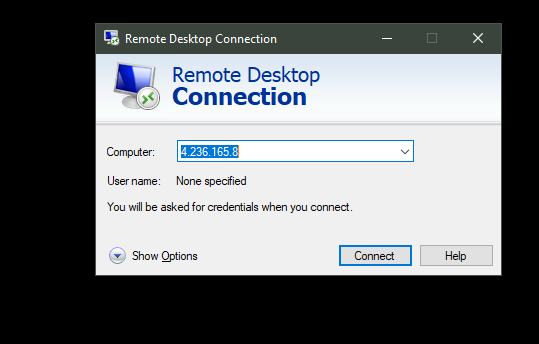 Remote Desktop Connection
Remote Desktop
Connection
Computer: 4.236.165.8
User name: None specified
You will be asked for credentials when you connect.
Show Options Connect Help